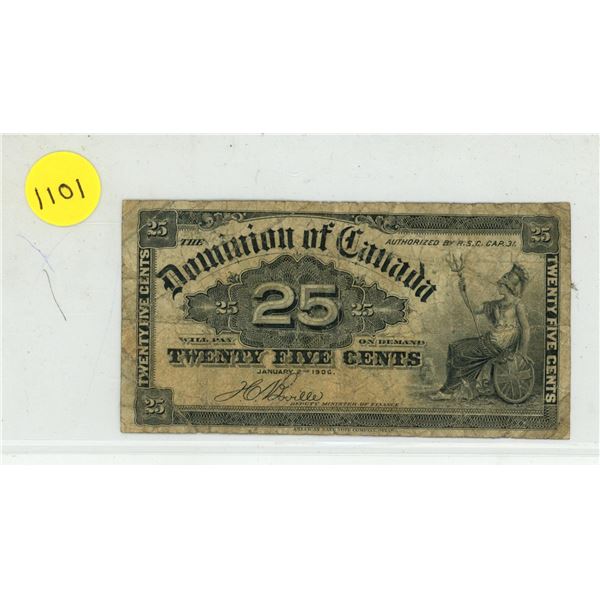 1101
25
THE
Dominion of Canada
AUTHORIZED BY R.S.C. CAP. 31.
25
TWENTY FIVE CENTS
25 25 25
TWENTY FIVE CENTS
WILL PAY ON DEMAND
TWENTY FIVE CENTS
JANUARY 2ND 1900.
25
DEPUTY MINISTER OF FINANCE